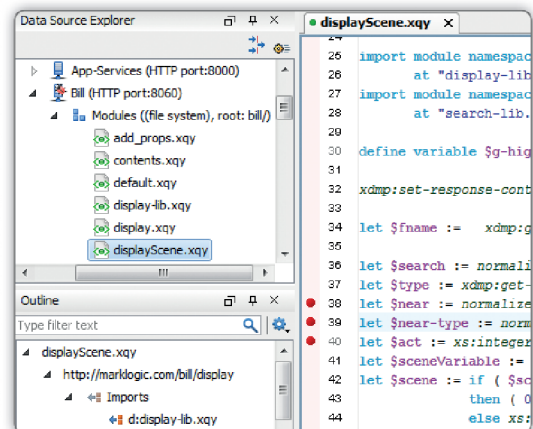 Data Source Explorer
App-Services (HTTP port:8000)
Bill (HTTP port:8060)
Modules ((file system), root: bill/)
add_props.xqy
contents.xqy
default.xqy
display-lib.xqy
display.xqy
displayScene.xqy
Outline
Type filter text
displayScene.xqy
http://marklogic.com/bill/display
Imports
d:display-lib.xqy
displayScene.xqy
24
25 import module namespac
26 at "display-lib
27 import module namespac
28 at "search-lib.
29
30 define variable $g-hig
31
32 xdmp:set-response-cont
33
34 let $fname := xdmp:g
35
36 let $search := normali
37 let $type := xdmp:get-
38 let $near := normalize
39 let $near-type := norm
40 let $act := xs:integer
41 let $sceneVariable :=
42 let $scene := if ( $sc
43 then ( 0
44 else xs: